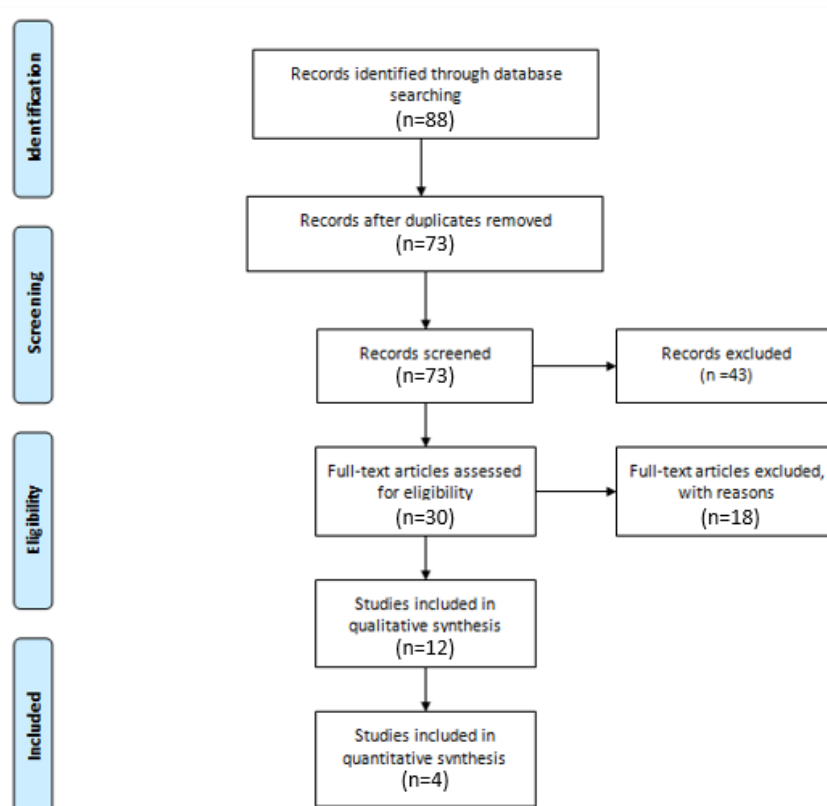 Identification
Records identified through database
searching
(n=88)
Records after duplicates removed
(n=73)
Screening
Records screened
(n=73)
Records excluded
(n =43)
Eligibility
Full-text articles assessed
for eligibility
(n=30)
Full-text articles excluded,
with reasons
(n=18)
Studies included in
qualitative synthesis
(n=12)
Included
Studies included in
quantitative synthesis
(n=4)